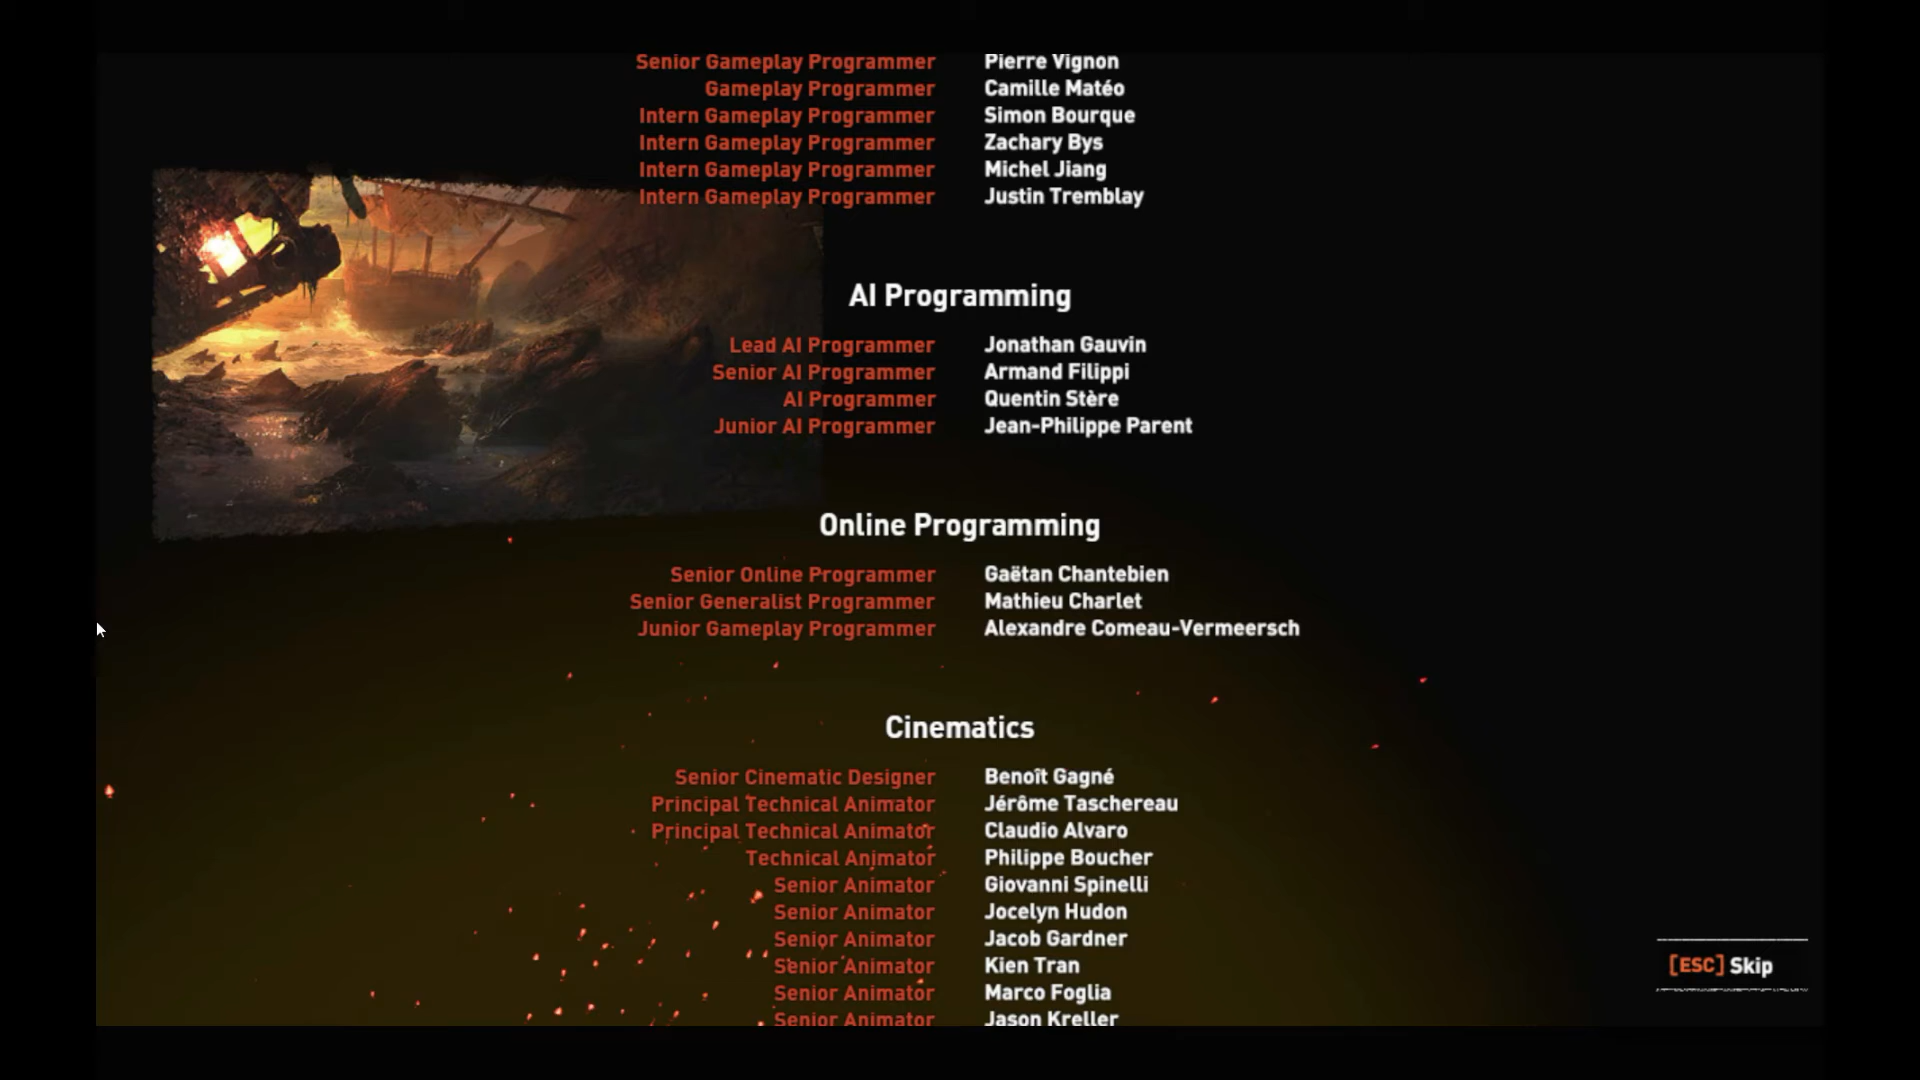 Senior Gameplay Programmer Pierre Vignon
Gameplay Programmer Camille Matéo
Intern Gameplay Programmer Simon Bourque
Intern Gameplay Programmer Zachary Bys
Intern Gameplay Programmer Michel Jiang
Intern Gameplay Programmer Justin Tremblay
AI Programming
Lead AI Programmer Jonathan Gauvin
Senior AI Programmer Armand Filippi
AI Programmer Quentin Stère
Junior AI Programmer Jean-Philippe Parent
Online Programming
Senior Online Programmer Gaëtan Chantebien
Senior Generalist Programmer Mathieu Charlet
Junior Gameplay Programmer Alexandre Comeau-Vermeersch
Cinematics
Senior Cinematic Designer Benoît Gagné
Principal Technical Animator Jérôme Taschereau
Principal Technical Animator Claudio Alvaro
Technical Animator Philippe Boucher
Senior Animator Giovanni Spinelli
Senior Animator Jocelyn Hudon
Senior Animator Jacob Gardner
Senior Animator Kien Tran
Senior Animator Marco Foglia
Senior Animator Jason Kreller
[ESC] Skip